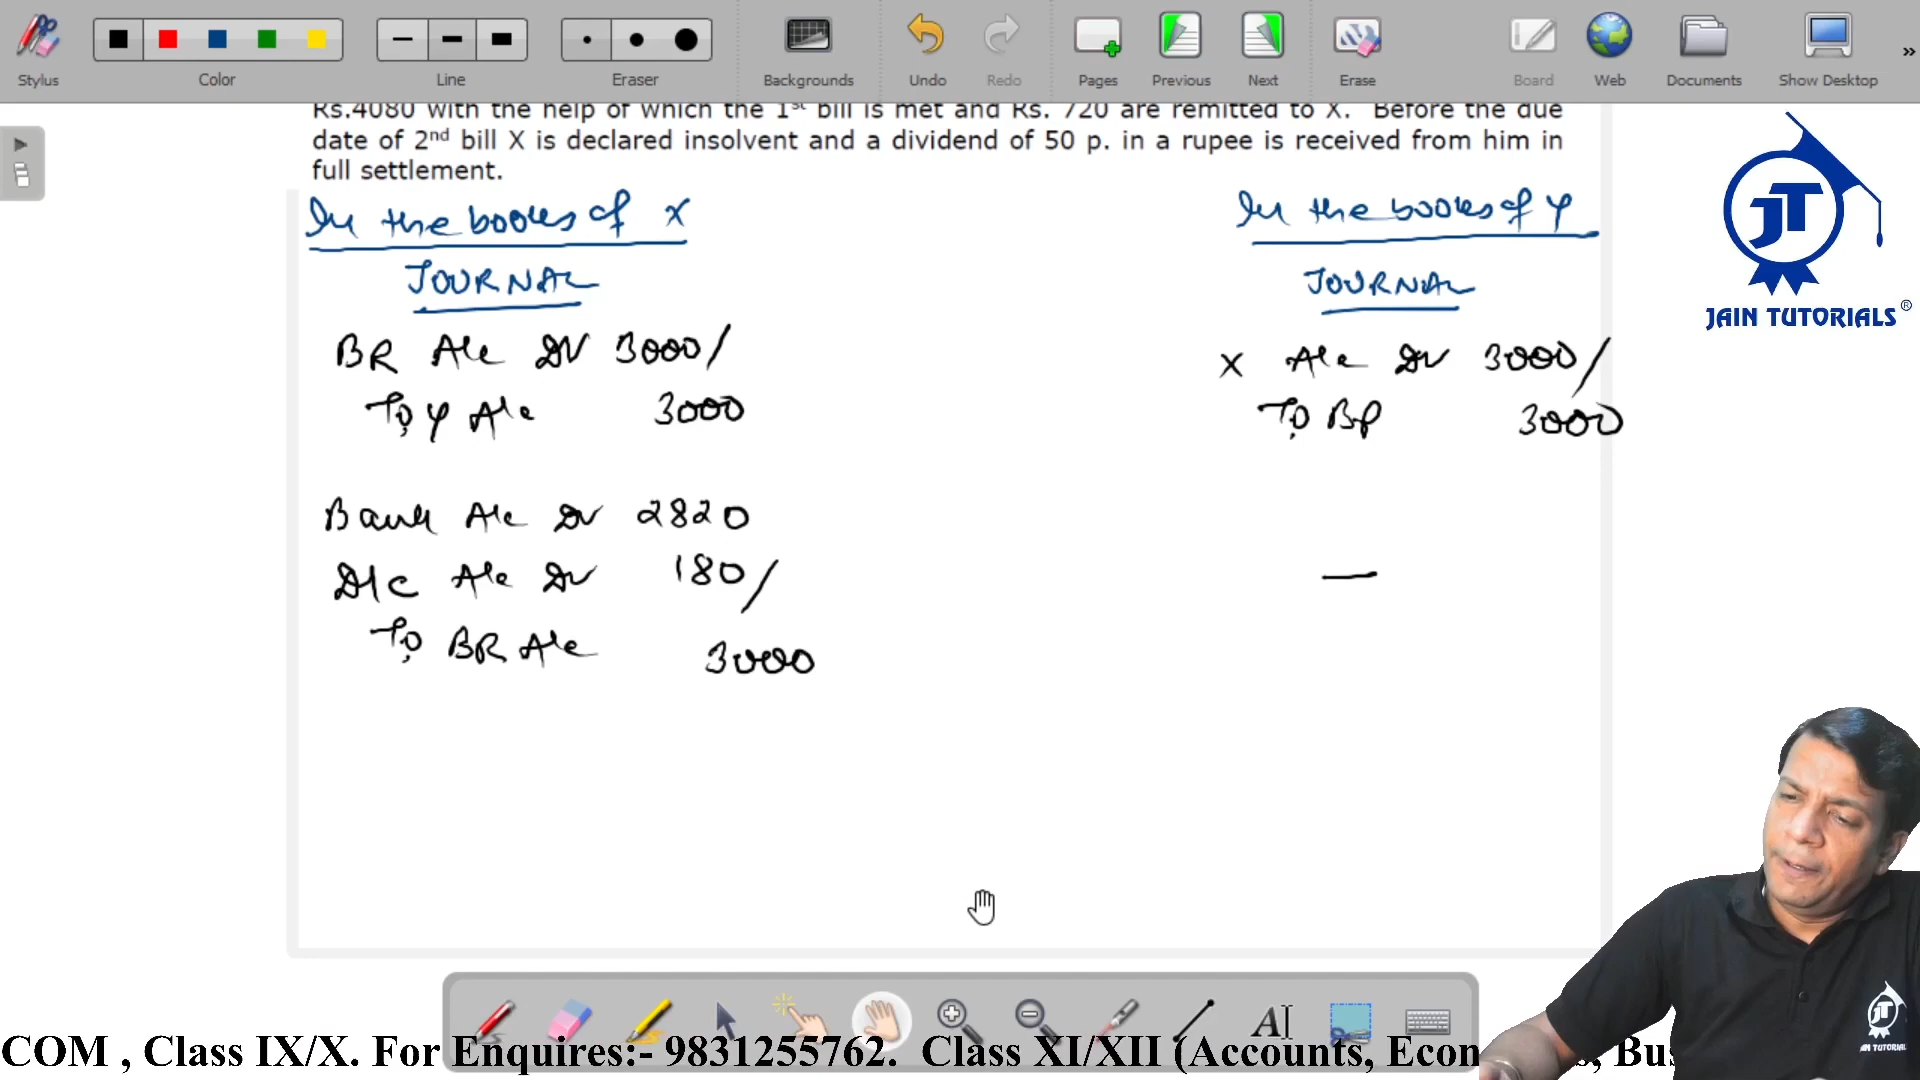 Stylus Color Line Eraser Backgrounds Undo Redo Pages Previous Next Erase Board Web Documents Show Desktop »
Rs.4080 with the help of which the 1st bill is met and Rs. 720 are remitted to X. Before the due
date of 2nd bill X is declared insolvent and a dividend of 50 p. in a rupee is received from him in
full settlement.
In the books of X
JOURNAL
BR A/c Dr 3000/
To Y A/c 3000
Bank A/c Dr 2820
D/C A/c Dr 180/
To BR A/c 3000
In the books of Y
JOURNAL
X A/c Dr 3000/
To BP 3000
—
JT
JAIN TUTORIALS®
JAIN TUTORIALS
COM , Class IX/X. For Enquires:- 9831255762. Class XI/XII (Accounts, Econ